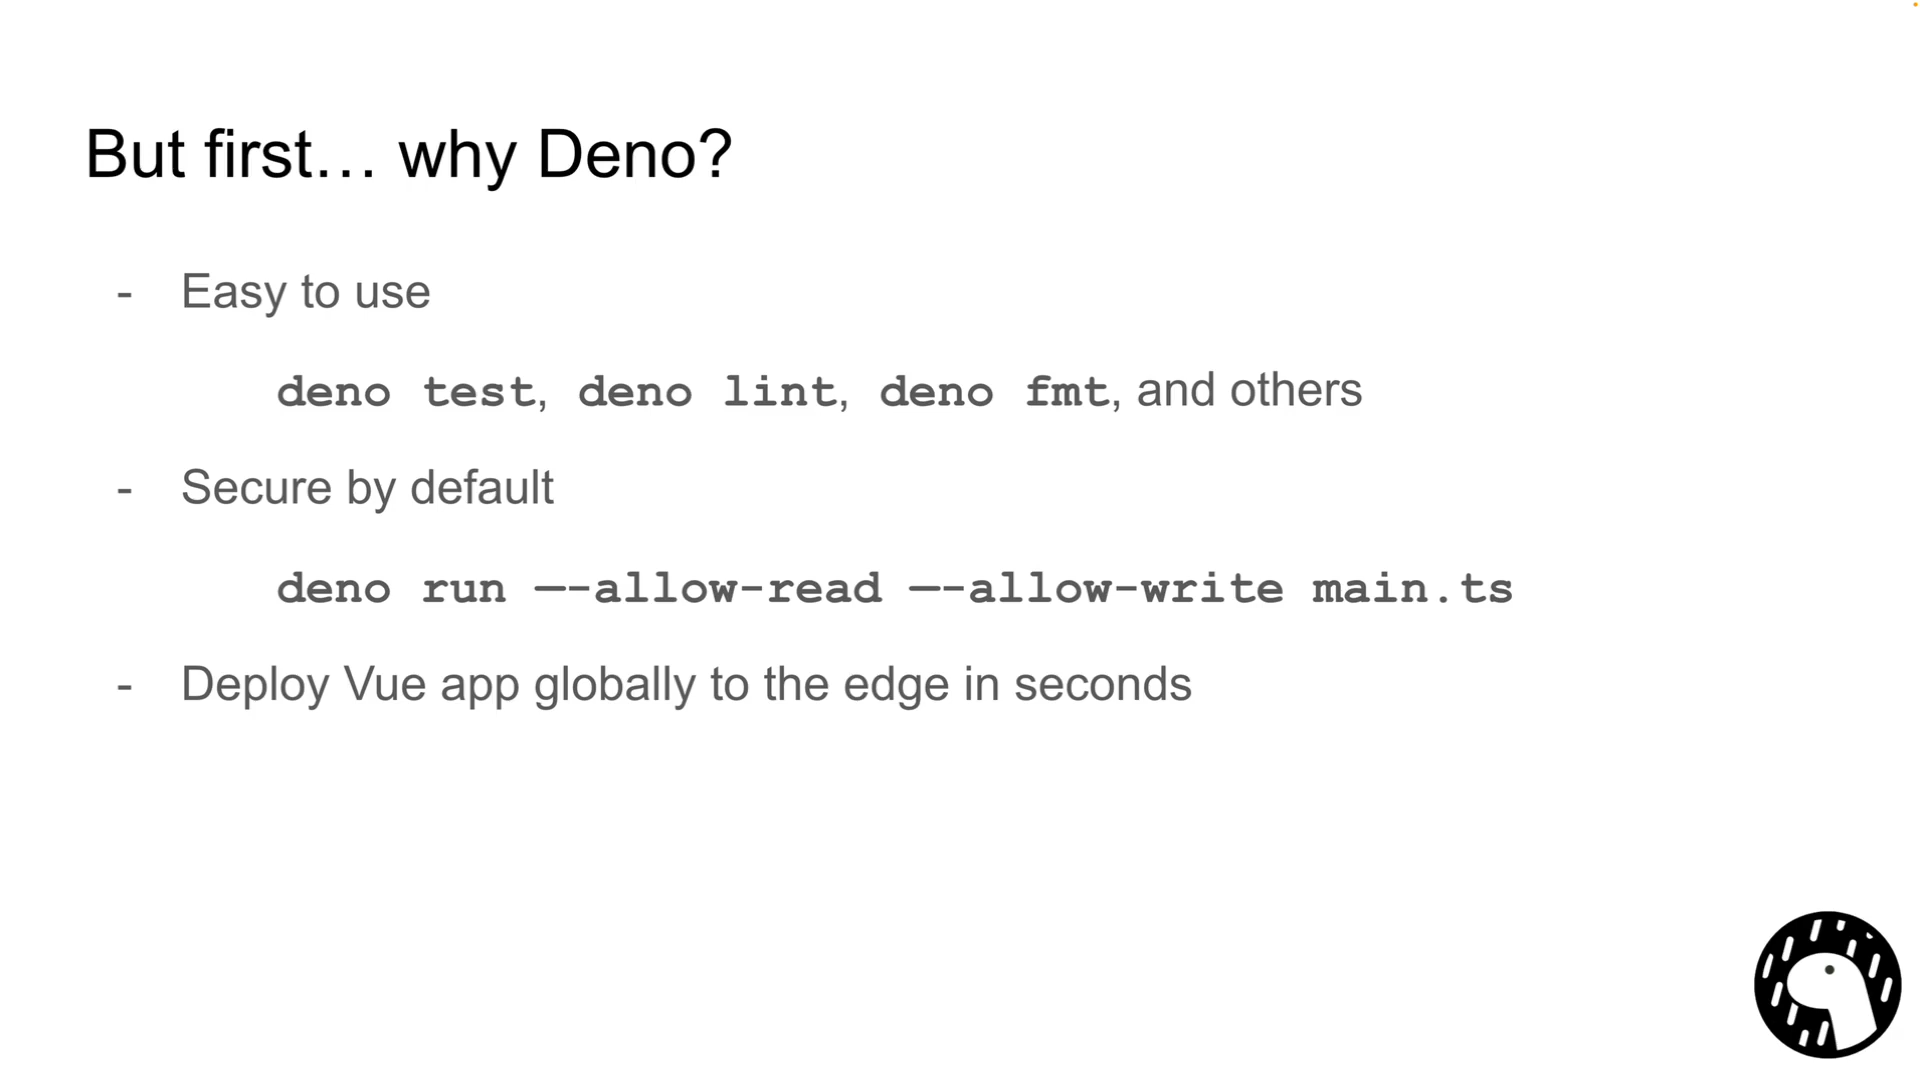 But first… why Deno?
- Easy to use
deno test, deno lint, deno fmt, and others
- Secure by default
deno run —-allow-read —-allow-write main.ts
- Deploy Vue app globally to the edge in seconds